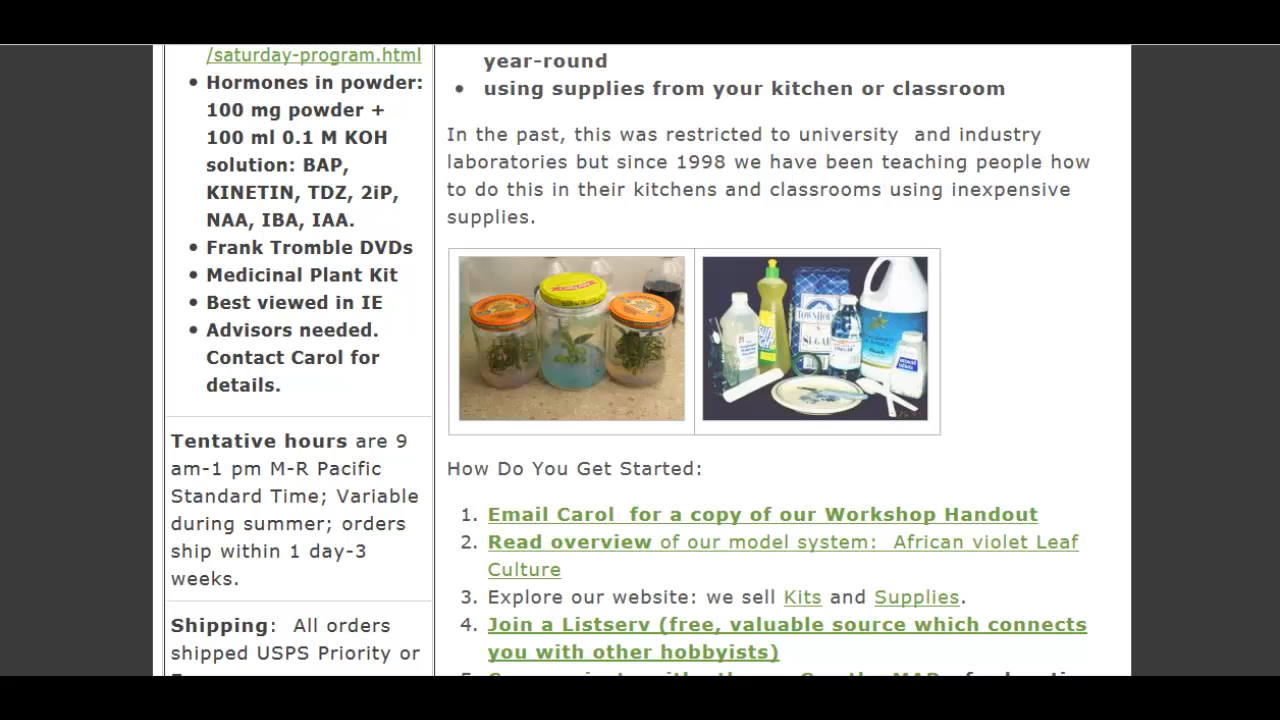 /saturday-program.html
Hormones in powder:
100 mg powder +
100 ml 0.1 M KOH
solution: BAP,
KINETIN, TDZ, 2iP,
NAA, IBA, IAA.
Frank Tromble DVDs
Medicinal Plant Kit
Best viewed in IE
Advisors needed.
Contact Carol for
details.
Tentative hours are 9
am-1 pm M-R Pacific
Standard Time; Variable
during summer; orders
ship within 1 day-3
weeks.
Shipping: All orders
shipped USPS Priority or
year-round
using supplies from your kitchen or classroom
In the past, this was restricted to university and industry
laboratories but since 1998 we have been teaching people how
to do this in their kitchens and classrooms using inexpensive
supplies.
SUGAR
How Do You Get Started:
1. Email Carol for a copy of our Workshop Handout
2. Read overview of our model system: African violet Leaf
Culture
3. Explore our website: we sell Kits and Supplies.
4. Join a Listserv (free, valuable source which connects
you with other hobbyists)